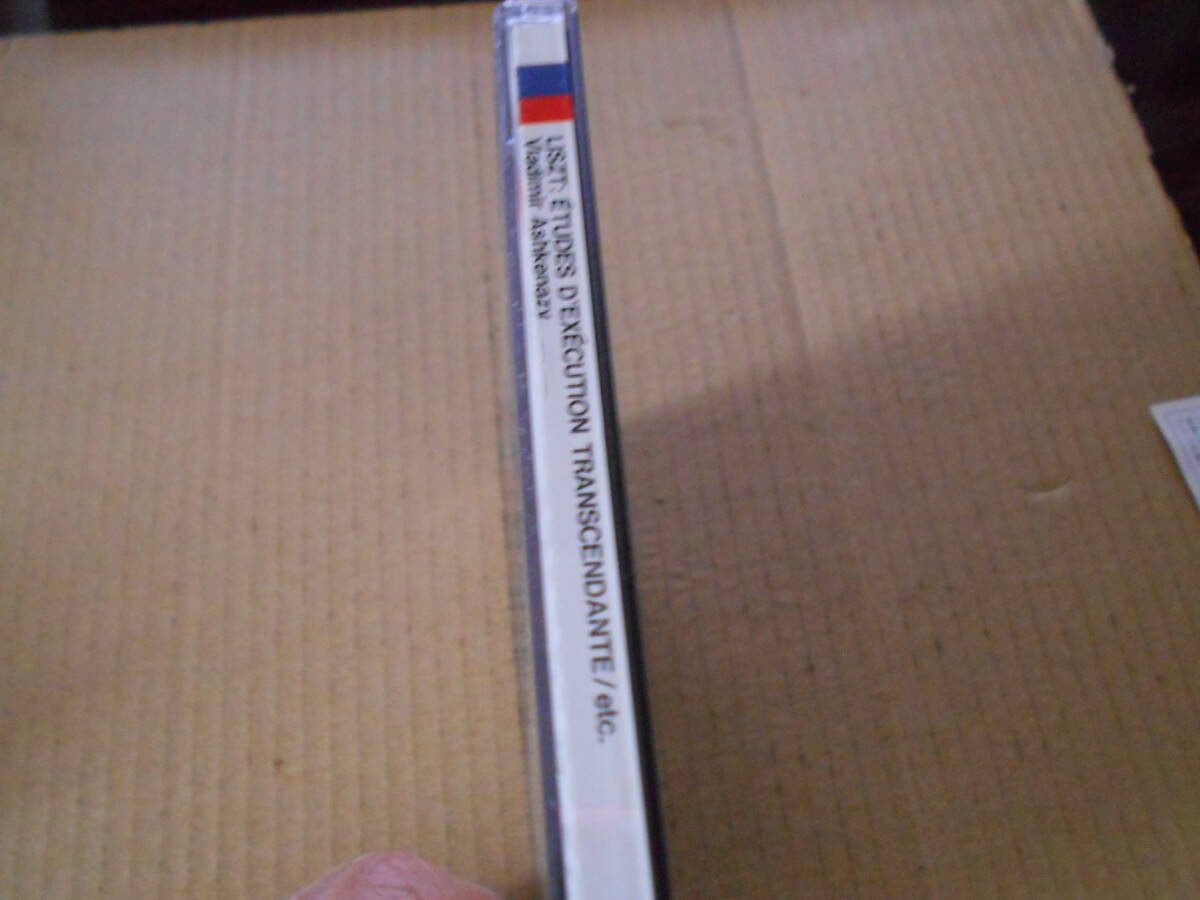 LISZT: ÉTUDES D'EXÉCUTION TRANSCENDANTE / etc.
Vladimir Ashkenazy